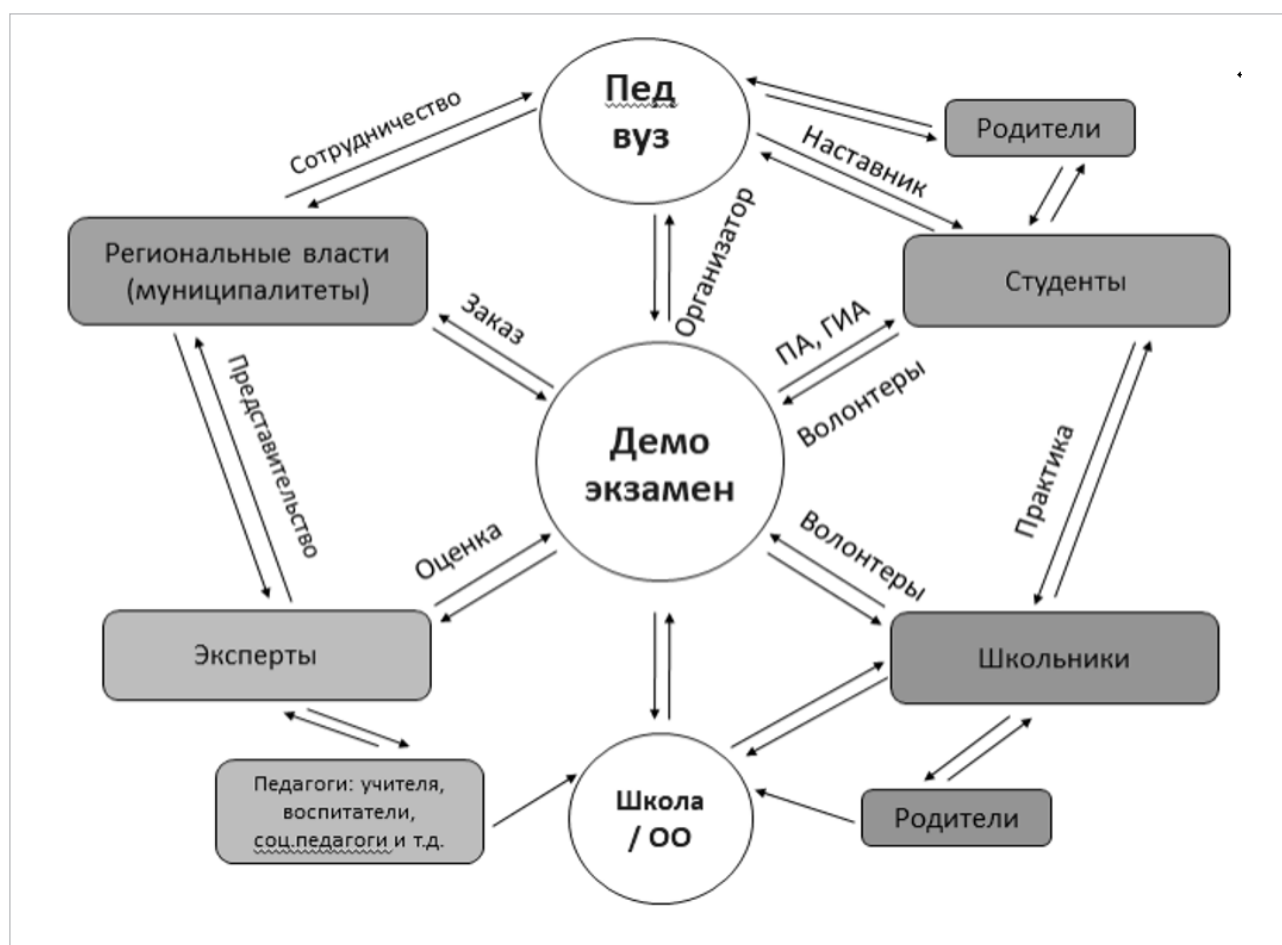 Пед
вуз
Родители
Сотрудничество
Наставник
Региональные власти
(муниципалитеты)
Организатор
Студенты
Заказ
ПА, ГИА
Волонтеры
Представительство
Демо
экзамен
Практика
Оценка
Волонтеры
Эксперты
Школьники
Педагоги: учителя,
воспитатели,
соц.педагоги и т.д.
Школа
/ ОО
Родители